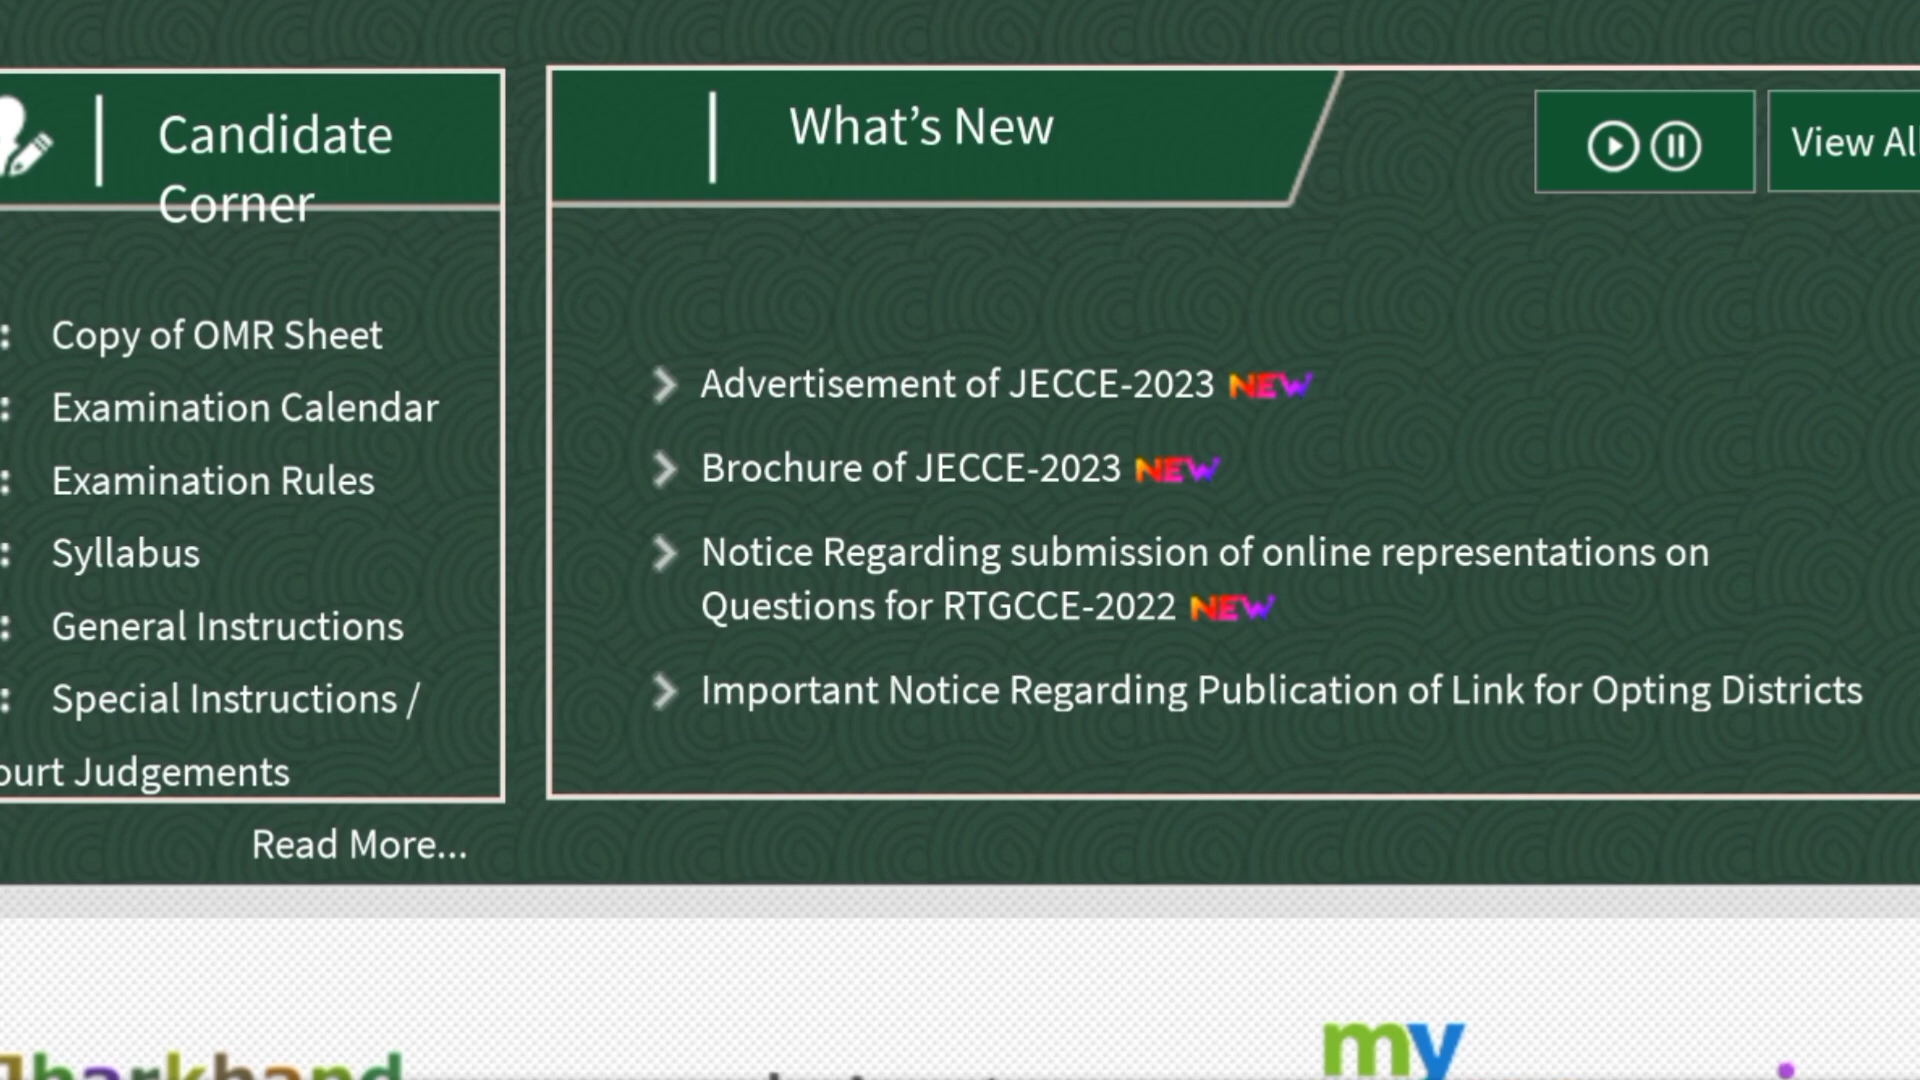 Candidate
Corner
Copy of OMR Sheet
Examination Calendar
Examination Rules
Syllabus
General Instructions
Special Instructions /
Judgements
Read More...
What’s New
View
Advertisement of JECCE-2023 NEW
Brochure of JECCE-2023 NEW
Notice Regarding submission of online representations on
Questions for RTGCCE-2022 NEW
Important Notice Regarding Publication of Link for Opting Districts
my
Jharkhand